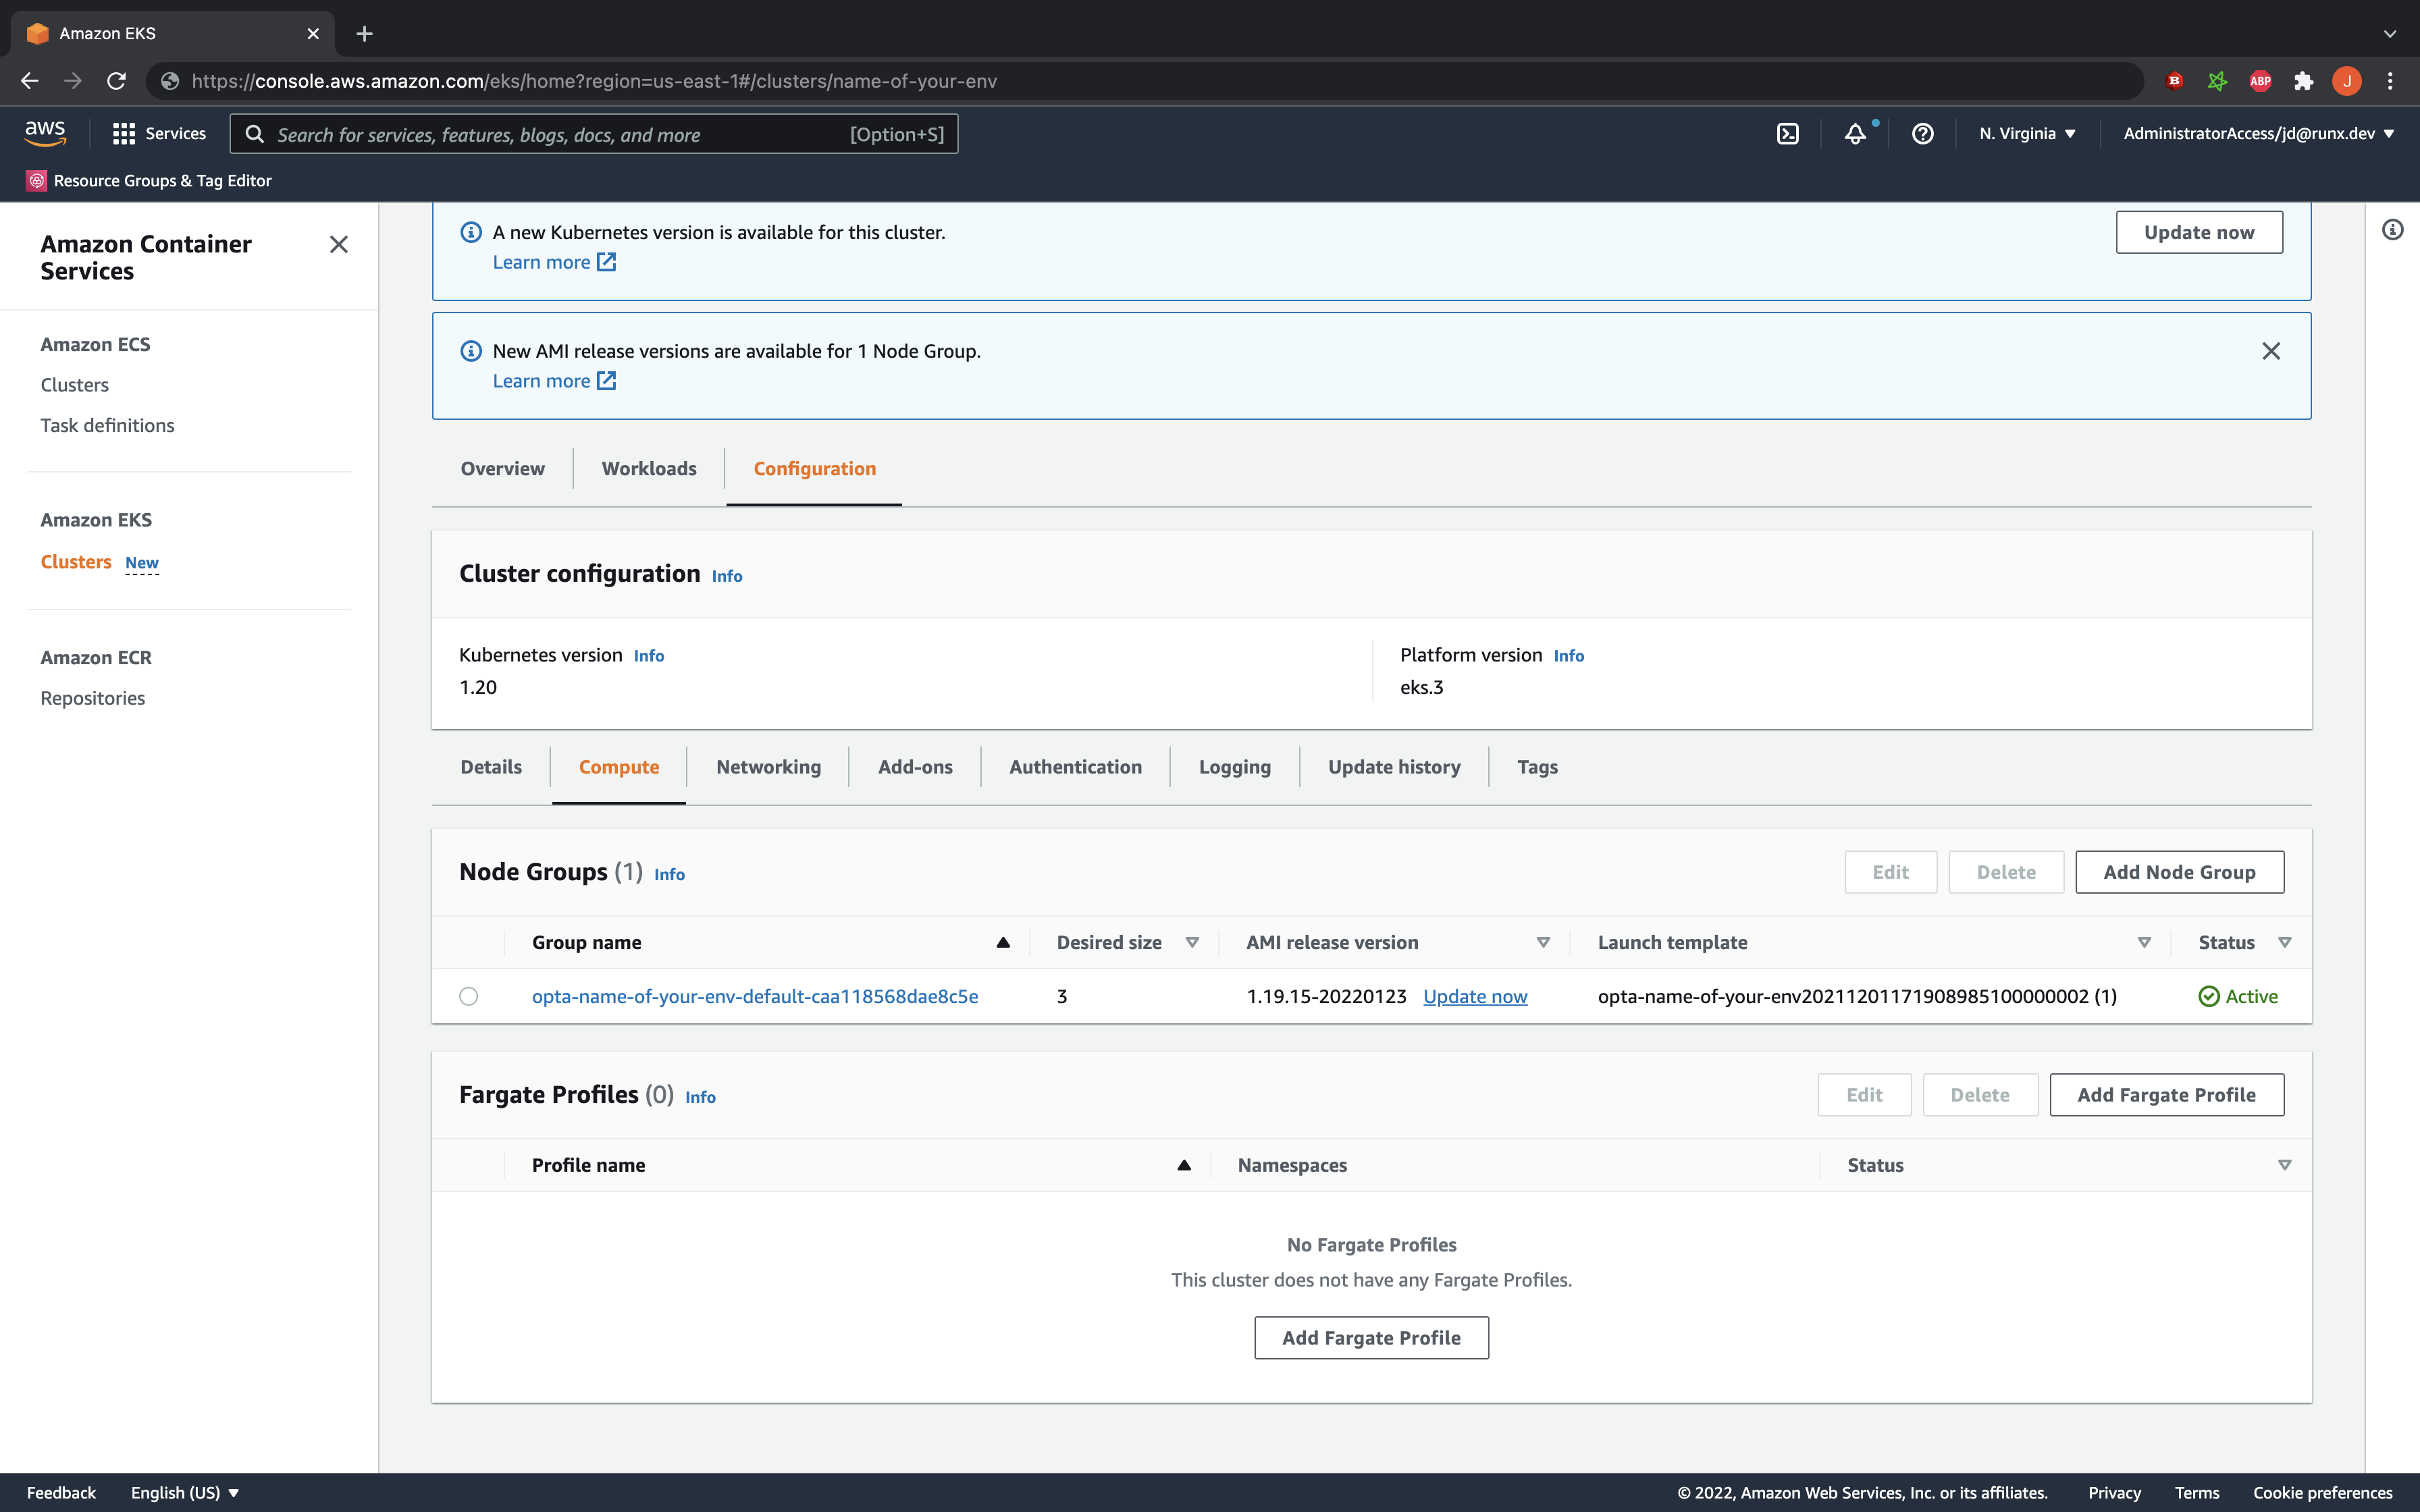 Amazon EKS
https://console.aws.amazon.com/eks/home?region=us-east-1#/clusters/name-of-your-env
ABP
J
aws
Services
Search for services, features, blogs, docs, and more
[Option+S]
N. Virginia
AdministratorAccess/jd@runx.dev
Resource Groups & Tag Editor
Amazon Container
Services
Amazon ECS
Clusters
Task definitions
Amazon EKS
Clusters New
Amazon ECR
Repositories
A new Kubernetes version is available for this cluster.
Learn more
Update now
New AMI release versions are available for 1 Node Group.
Learn more
Overview
Workloads
Configuration
Cluster configuration Info
Kubernetes version Info
1.20
Platform version Info
eks.3
Details
Compute
Networking
Add-ons
Authentication
Logging
Update history
Tags
Node Groups (1) Info
Edit
Delete
Add Node Group
Group name
Desired size
AMI release version
Launch template
Status
opta-name-of-your-env-default-caa118568dae8c5e
3
1.19.15-20220123 Update now
opta-name-of-your-env20211201171908985100000002 (1)
Active
Fargate Profiles (0) Info
Edit
Delete
Add Fargate Profile
Profile name
Namespaces
Status
No Fargate Profiles
This cluster does not have any Fargate Profiles.
Add Fargate Profile
Feedback
English (US)
© 2022, Amazon Web Services, Inc. or its affiliates.
Privacy
Terms
Cookie preferences